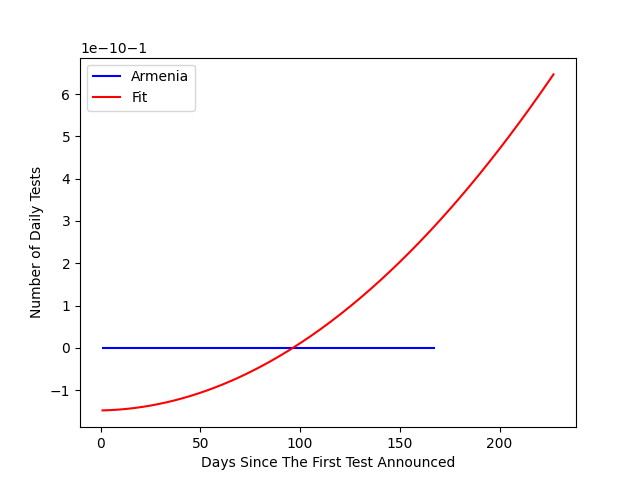 1e−10−1
Armenia
Fit
6
5
4
3
2
1
0
−1
Number of Daily Tests
0 50 100 150 200
Days Since The First Test Announced